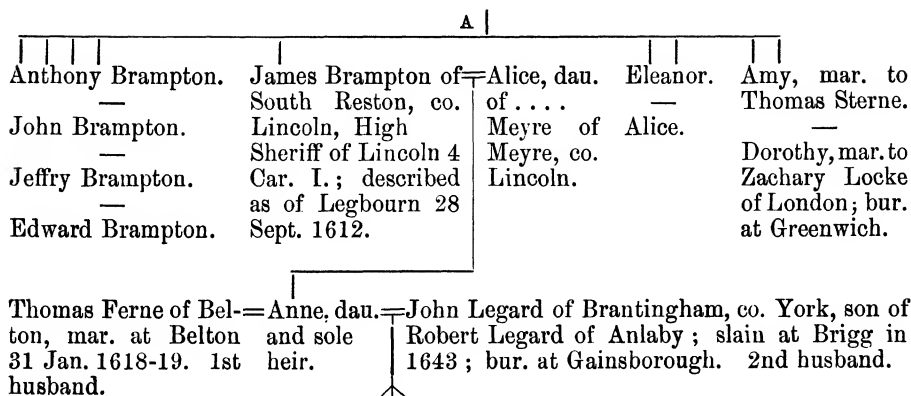 A
Anthony Brampton.
—
John Brampton.
—
Jeffry Brampton.
—
Edward Brampton.
James Brampton of
South Reston, co.
Lincoln, High
Sheriff of Lincoln 4
Car. I.; described
as of Legbourn 28
Sept. 1612.
=Alice, dau.
of . . . .
Meyre of
Meyre, co.
Lincoln.
Eleanor.
—
Alice.
Amy, mar. to
Thomas Sterne.
—
Dorothy, mar. to
Zachary Locke
of London; bur.
at Greenwich.
Thomas Ferne of Bel-
ton, mar. at Belton
31 Jan. 1618-19. 1st
husband.
=Anne, dau.
and sole
heir.
=John Legard of Brantingham, co. York, son of
Robert Legard of Anlaby; slain at Brigg in
1643; bur. at Gainsborough. 2nd husband.